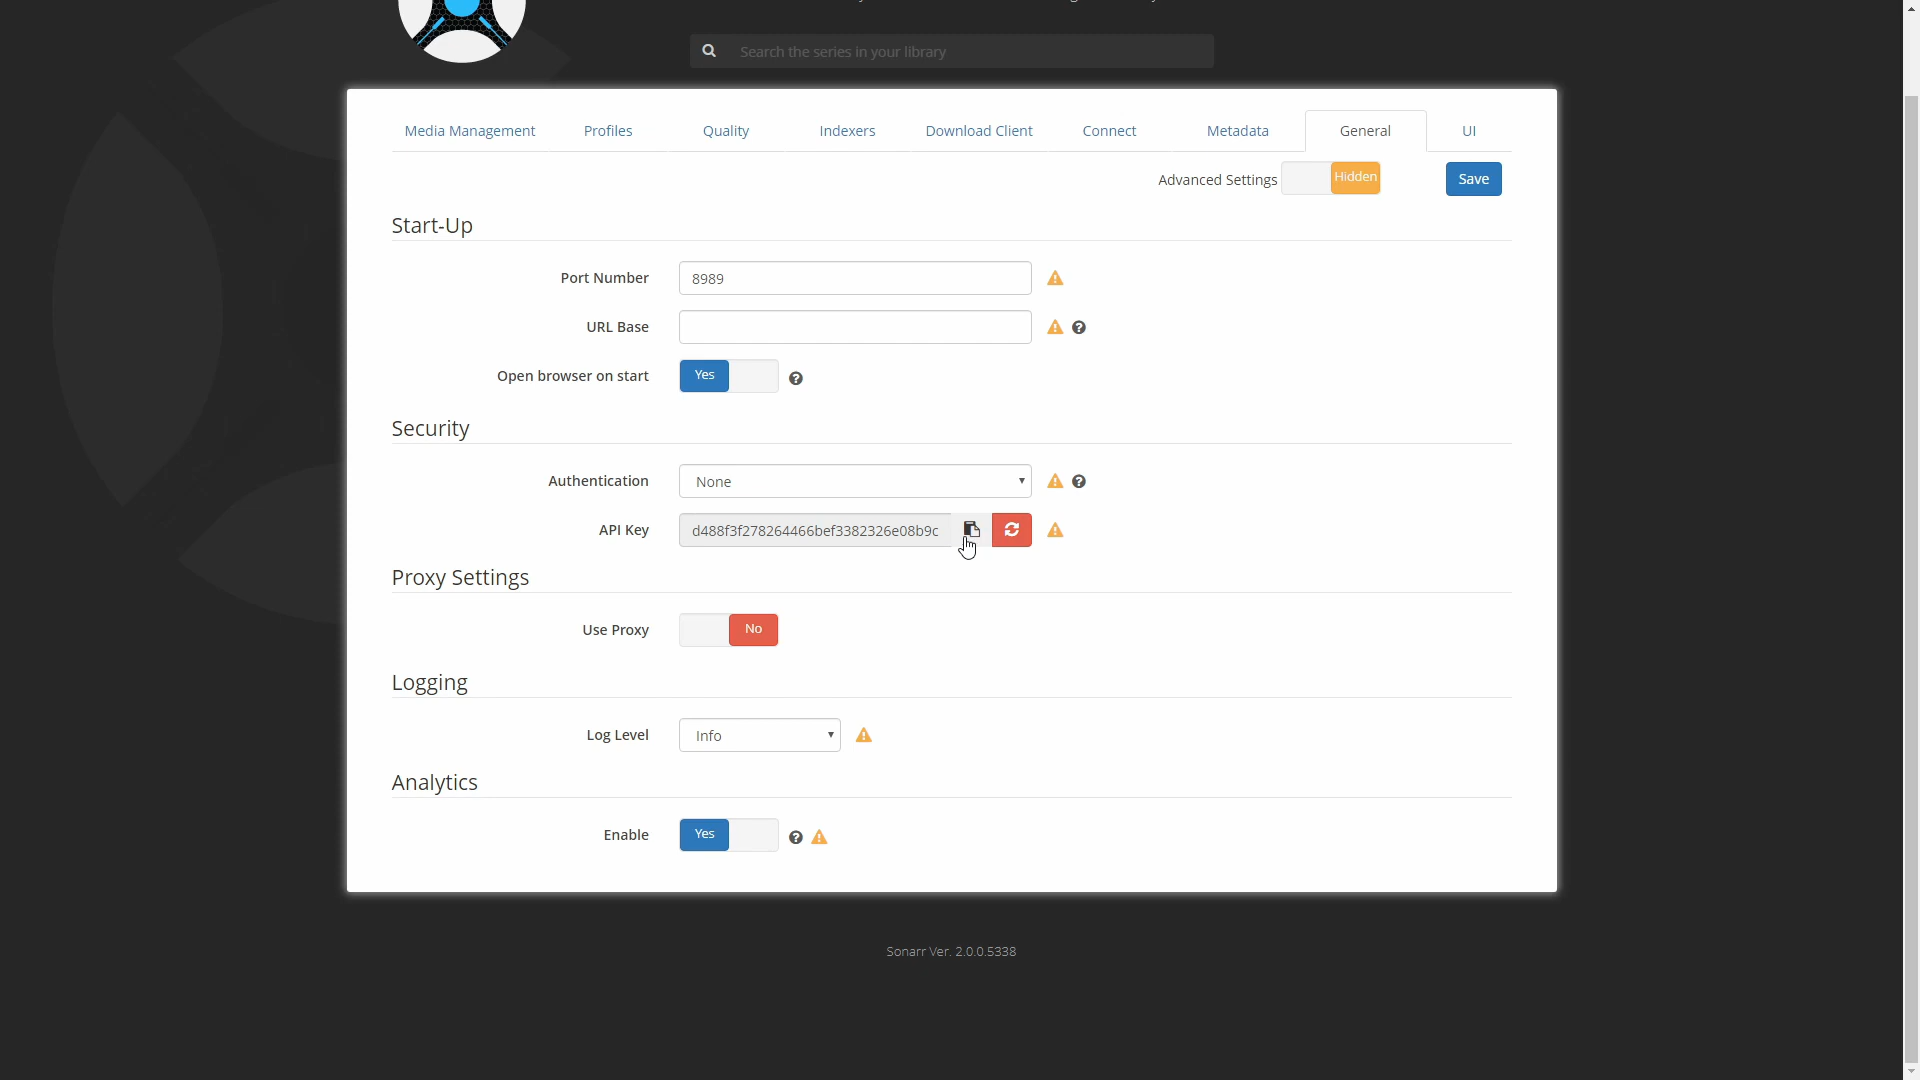 Search the series in your library
Media Management Profiles Quality Indexers Download Client Connect Metadata General UI
Advanced Settings Hidden Save
Start-Up
Port Number 8989
URL Base
Open browser on start Yes
Security
Authentication None
API Key d488f3f278264466bef3382326e08b9c
Proxy Settings
Use Proxy No
Logging
Log Level Info
Analytics
Enable Yes
Sonarr Ver. 2.0.0.5338